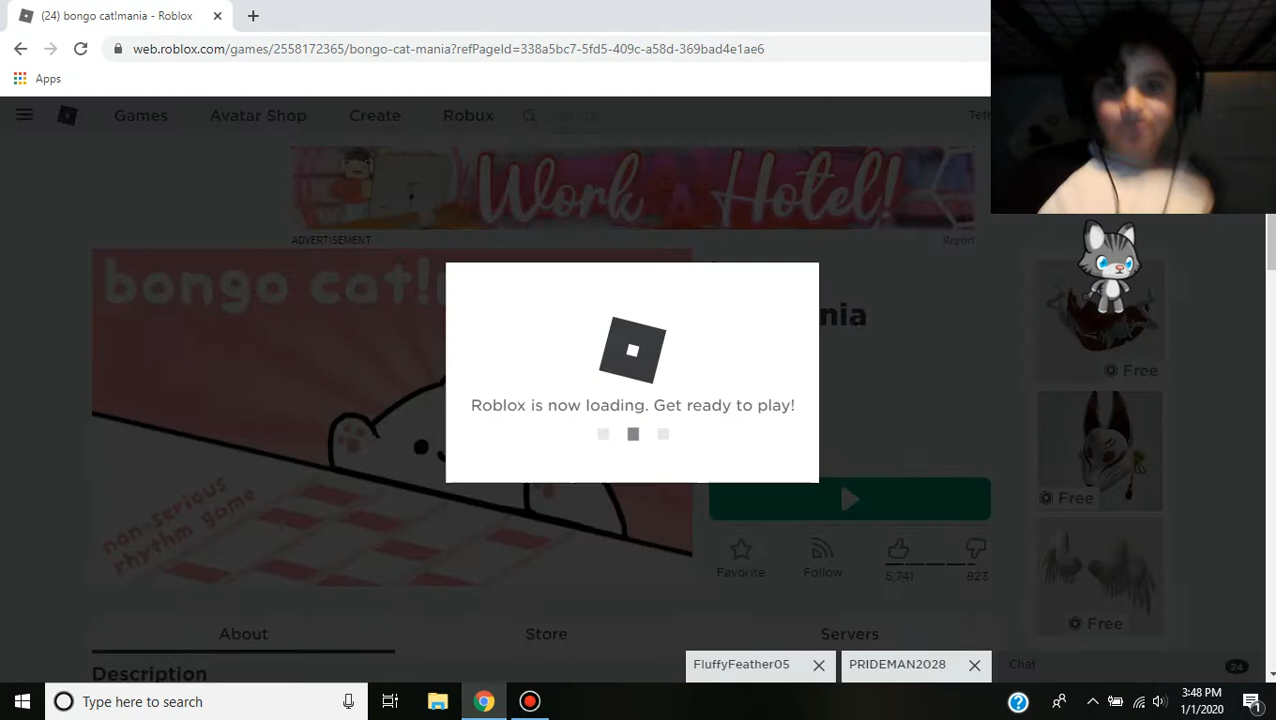 (24) bongo cat!mania - Roblox
web.roblox.com/games/2558172365/bongo-cat-mania?refPageId=338a5bc7-5fd5-409c-a58d-369bad4e1ae6
Apps
Games
Avatar Shop
Create
Robux
Work A Hotel!
ADVERTISEMENT
Report
bongo cat!
nia
Roblox is now loading. Get ready to play!
non-serious
rhythm game
Free
Free
Free
Favorite
Follow
5,741
823
About
Store
Servers
Description
FluffyFeather05
PRIDEMAN2028
Chat
24
Type here to search
3:48 PM
1/1/2020
1